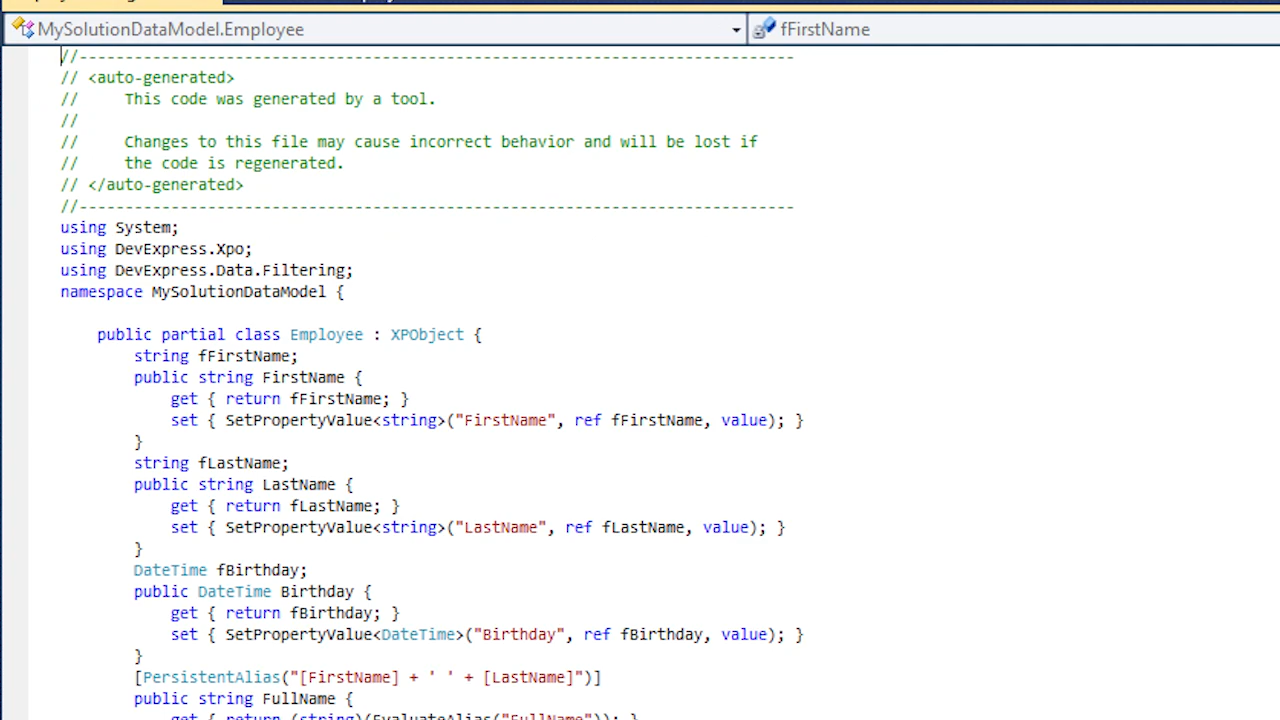 MySolutionDataModel.Employee
fFirstName
//------------------------------------------------------------------------------
// <auto-generated>
//     This code was generated by a tool.
//
//     Changes to this file may cause incorrect behavior and will be lost if
//     the code is regenerated.
// </auto-generated>
//------------------------------------------------------------------------------
using System;
using DevExpress.Xpo;
using DevExpress.Data.Filtering;
namespace MySolutionDataModel {
public partial class Employee : XPObject {
string fFirstName;
public string FirstName {
get { return fFirstName; }
set { SetPropertyValue<string>("FirstName", ref fFirstName, value); }
}
string fLastName;
public string LastName {
get { return fLastName; }
set { SetPropertyValue<string>("LastName", ref fLastName, value); }
}
DateTime fBirthday;
public DateTime Birthday {
get { return fBirthday; }
set { SetPropertyValue<DateTime>("Birthday", ref fBirthday, value); }
}
[PersistentAlias("[FirstName] + ' ' + [LastName]")]
public string FullName {
get { return (string)(EvaluateAlias("FullName")); }